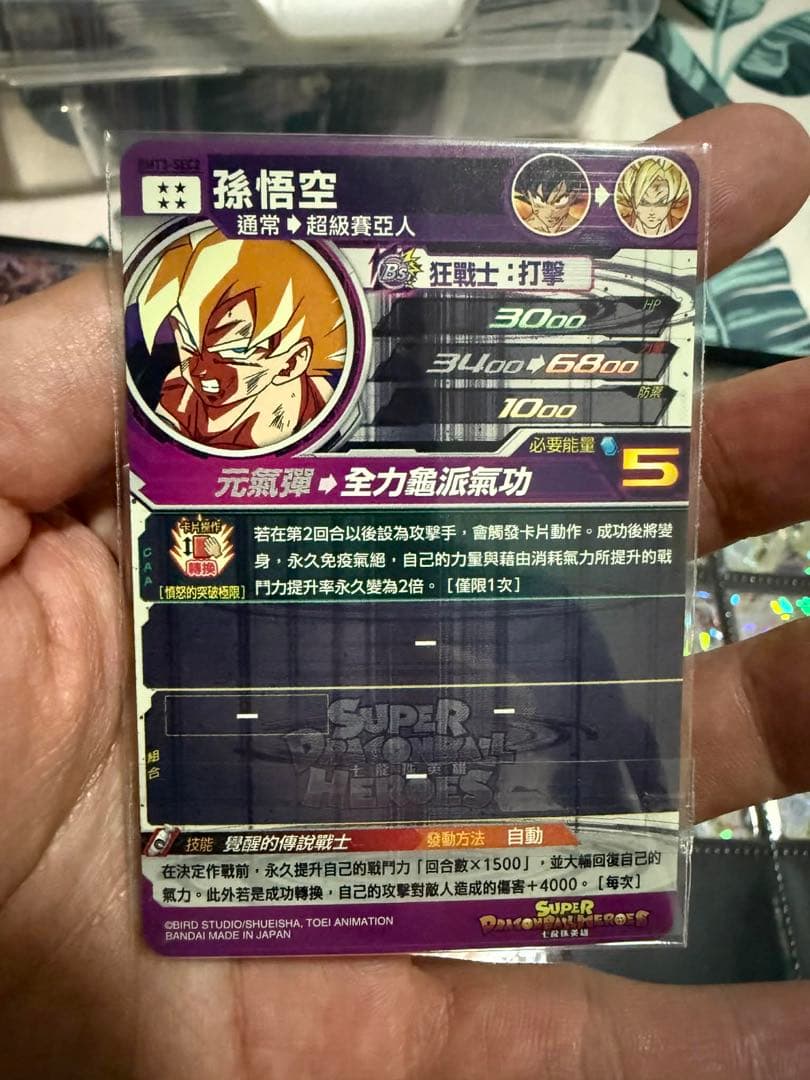 BMT3-SEC2
孫悟空
通常➡超級賽亞人
Bs 狂戰士：打擊
HP
3000
3400➡6800
防禦
1000
必要能量 5
元氣彈➡全力龜派氣功
卡片操作
轉換
[憤怒的突破極限]
CAA
若在第2回合以後設為攻擊手，會觸發卡片動作。成功後將變
身，永久免疫氣絕，自己的力量與藉由消耗氣力所提升的戰
鬥力提升率永久變為2倍。[僅限1次]
－
組合
－ －
－
SUPER
DRAGONBALL
七龍珠英雄
HEROES
技能 覺醒的傳說戰士 發動方法 自動
在決定作戰前，永久提升自己的戰鬥力「回合數×1500」，並大幅回復自己的
氣力。此外若是成功轉換，自己的攻擊對敵人造成的傷害＋4000。[每次]
©BIRD STUDIO/SHUEISHA, TOEI ANIMATION
BANDAI MADE IN JAPAN
SUPER
DRAGONBALL HEROES
七龍珠英雄